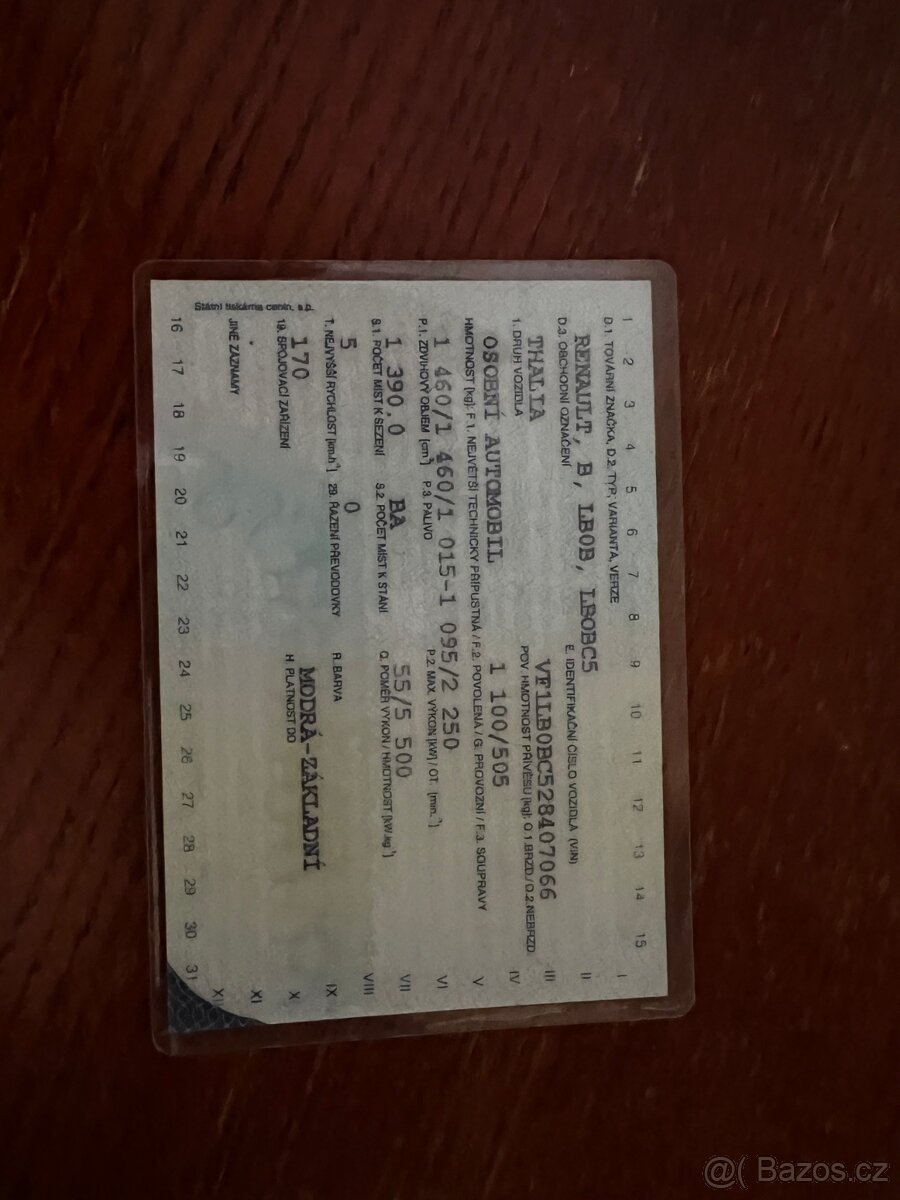 1 2 3 4 5 6 7 8 9 10 11 12 13 14 15
D.1. TOVÁRNÍ ZNAČKA, D.2. TYP, VARIANTA, VERZE
I
RENAULT, B, LB0B, LB0BC5
D.3. OBCHODNÍ OZNAČENÍ E. IDENTIFIKAČNÍ ČÍSLO VOZIDLA (VIN)
II
THALIA VF1LB0BC528407066
1. DRUH VOZIDLA POV. HMOTNOST PŘÍVĚSU [kg]: O.1.BRZD./O.2.NEBRZD.
III
OSOBNÍ AUTOMOBIL 1 100/505
IV
HMOTNOST [kg]: F.1. NEJVĚTŠÍ TECHNICKY PŘÍPUSTNÁ / F.2. POVOLENÁ / G. PROVOZNÍ / F.3. SOUPRAVY
V
1 460/1 460/1 015-1 095/2 250
P.1. ZDVIHOVÝ OBJEM [cm³] P.3. PALIVO P.2. MAX. VÝKON [kW] / OT. [min.⁻¹]
VI
1 390.0 BA 55/5 500
S.1. POČET MÍST K SEZENÍ S.2. POČET MÍST K STÁNÍ Q. POMĚR VÝKON / HMOTNOST [kW.kg⁻¹]
VII
5 0
VIII
T. NEJVYŠŠÍ RYCHLOST [km.h⁻¹] 29. ŘAZENÍ PŘEVODOVKY R. BARVA
IX
170 MODRÁ-ZÁKLADNÍ
19. SPOJOVACÍ ZAŘÍZENÍ H. PLATNOST DO
X
JINÉ ZÁZNAMY
XI
Státní tiskárna cenin, s.p.
16 17 18 19 20 21 22 23 24 25 26 27 28 29 30 31
@( Bazos.cz